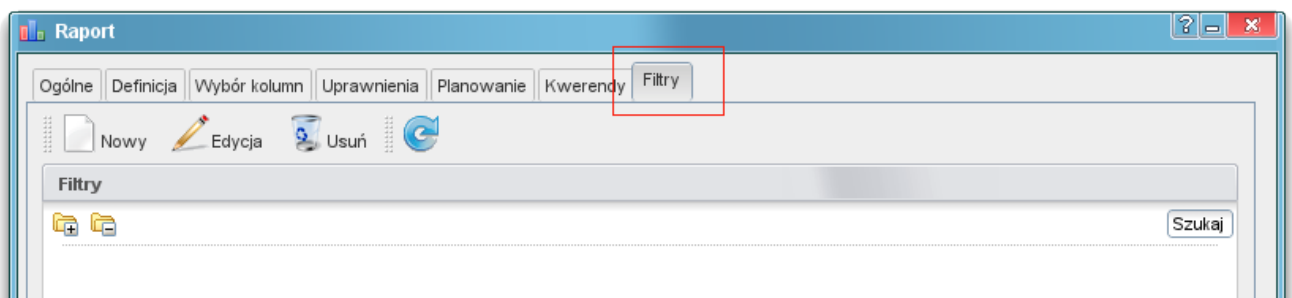 Raport
Ogólne Definicja Wybór kolumn Uprawnienia Planowanie Kwerendy Filtry
Nowy Edycja Usuń
Filtry
Szukaj